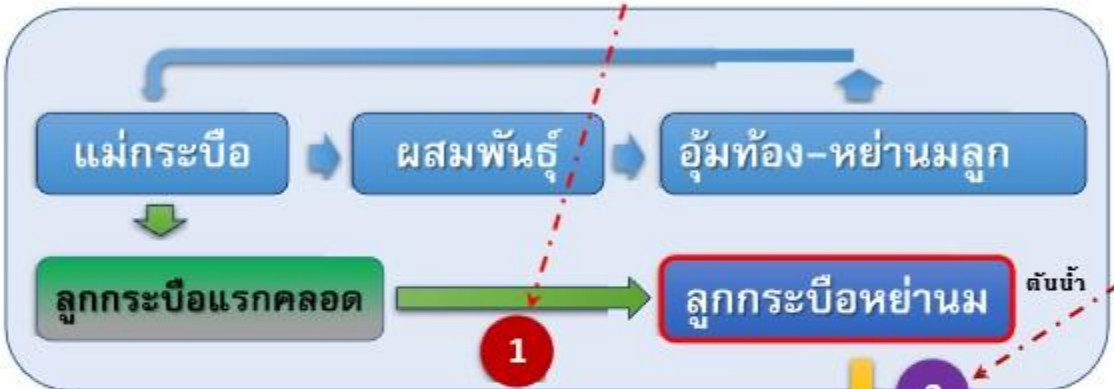 แม่กระบือ
ผสมพันธุ์
อุ้มท้อง-หย่านมลูก
ลูกกระบือแรกคลอด
ลูกกระบือหย่านม
ต้นน้ำ
1